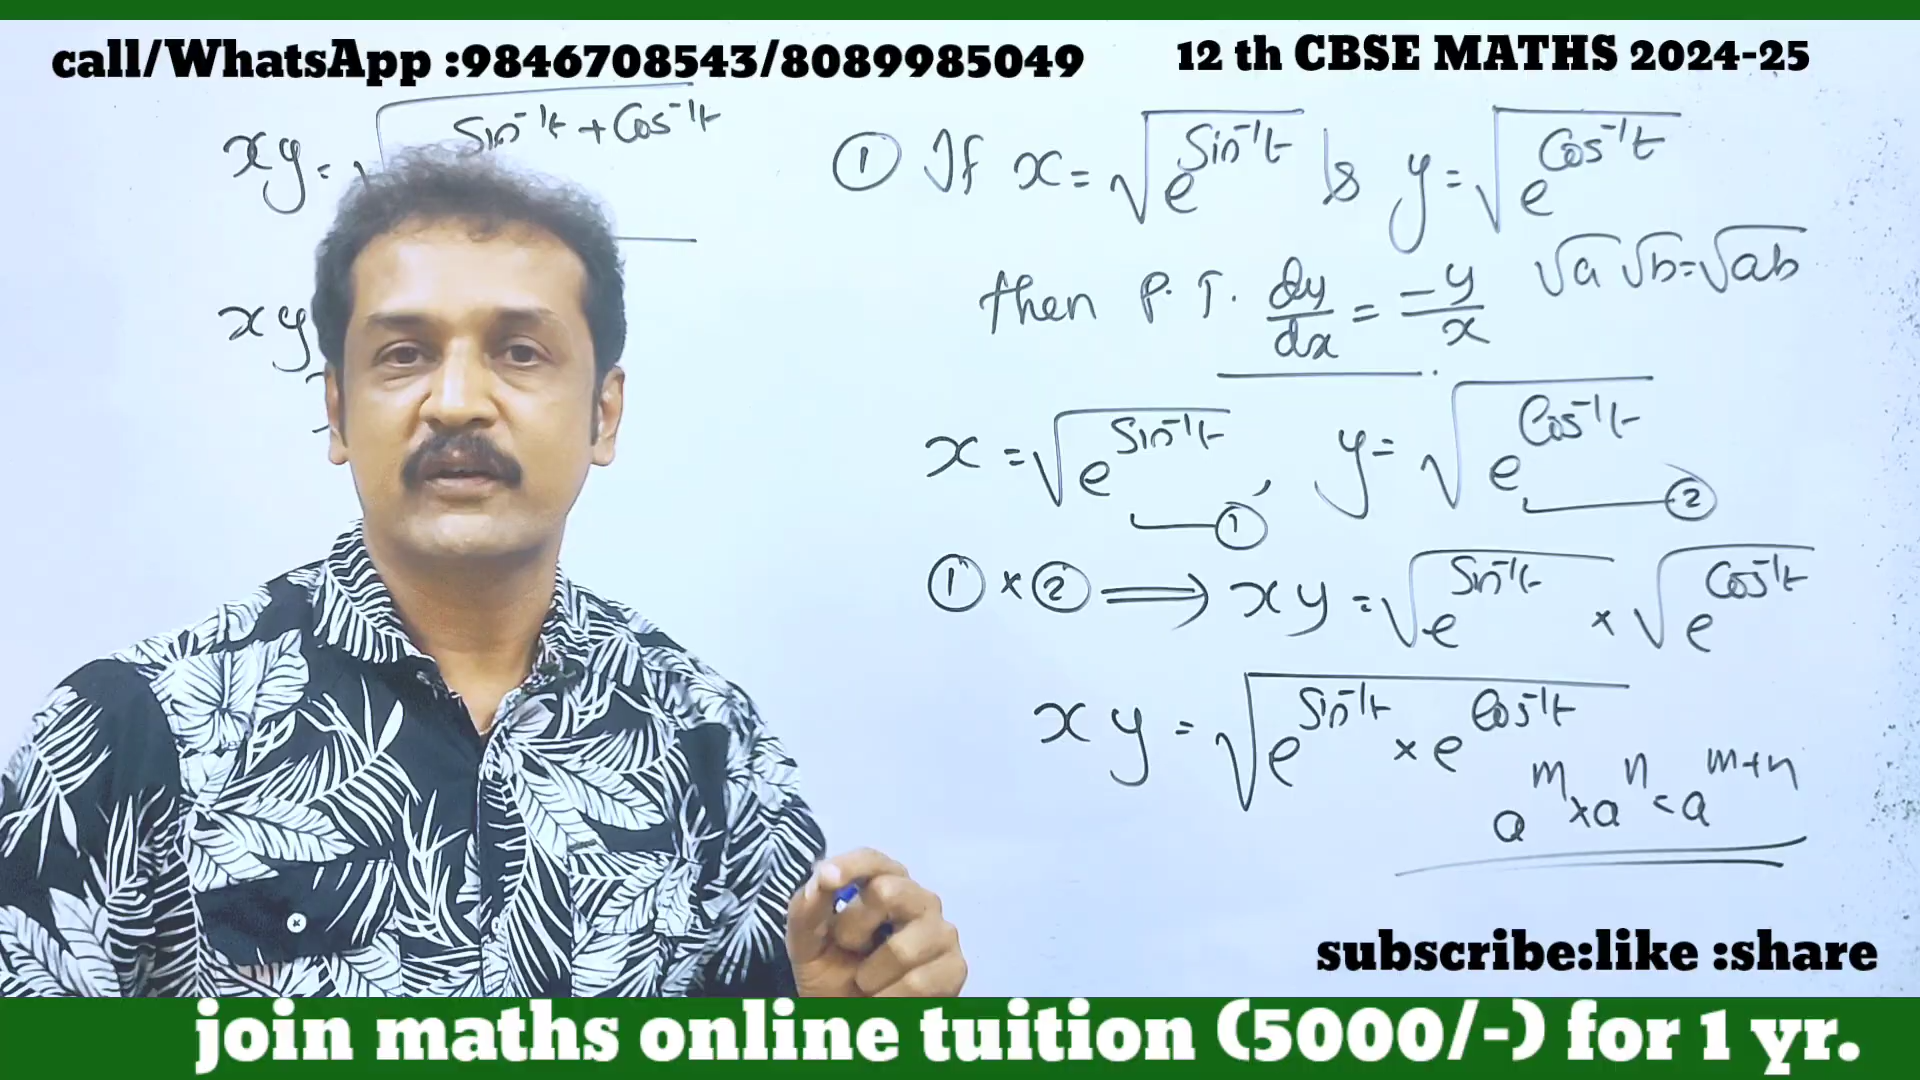 call/WhatsApp :9846708543/8089985049
12 th CBSE MATHS 2024-25
xy = √ Sin⁻¹t + Cos⁻¹t
xy
① If x = √e^Sin⁻¹t & y = √e^Cos⁻¹t
then P.T. dy/dx = -y/x
√a √b = √ab
x = √e^Sin⁻¹t ①
y = √e^Cos⁻¹t ②
① × ② ⟹ xy = √e^Sin⁻¹t × √e^Cos⁻¹t
xy = √e^Sin⁻¹t × e^Cos⁻¹t
a^m × a^n = a^m+n
subscribe:like :share
join maths online tuition (5000/-) for 1 yr.